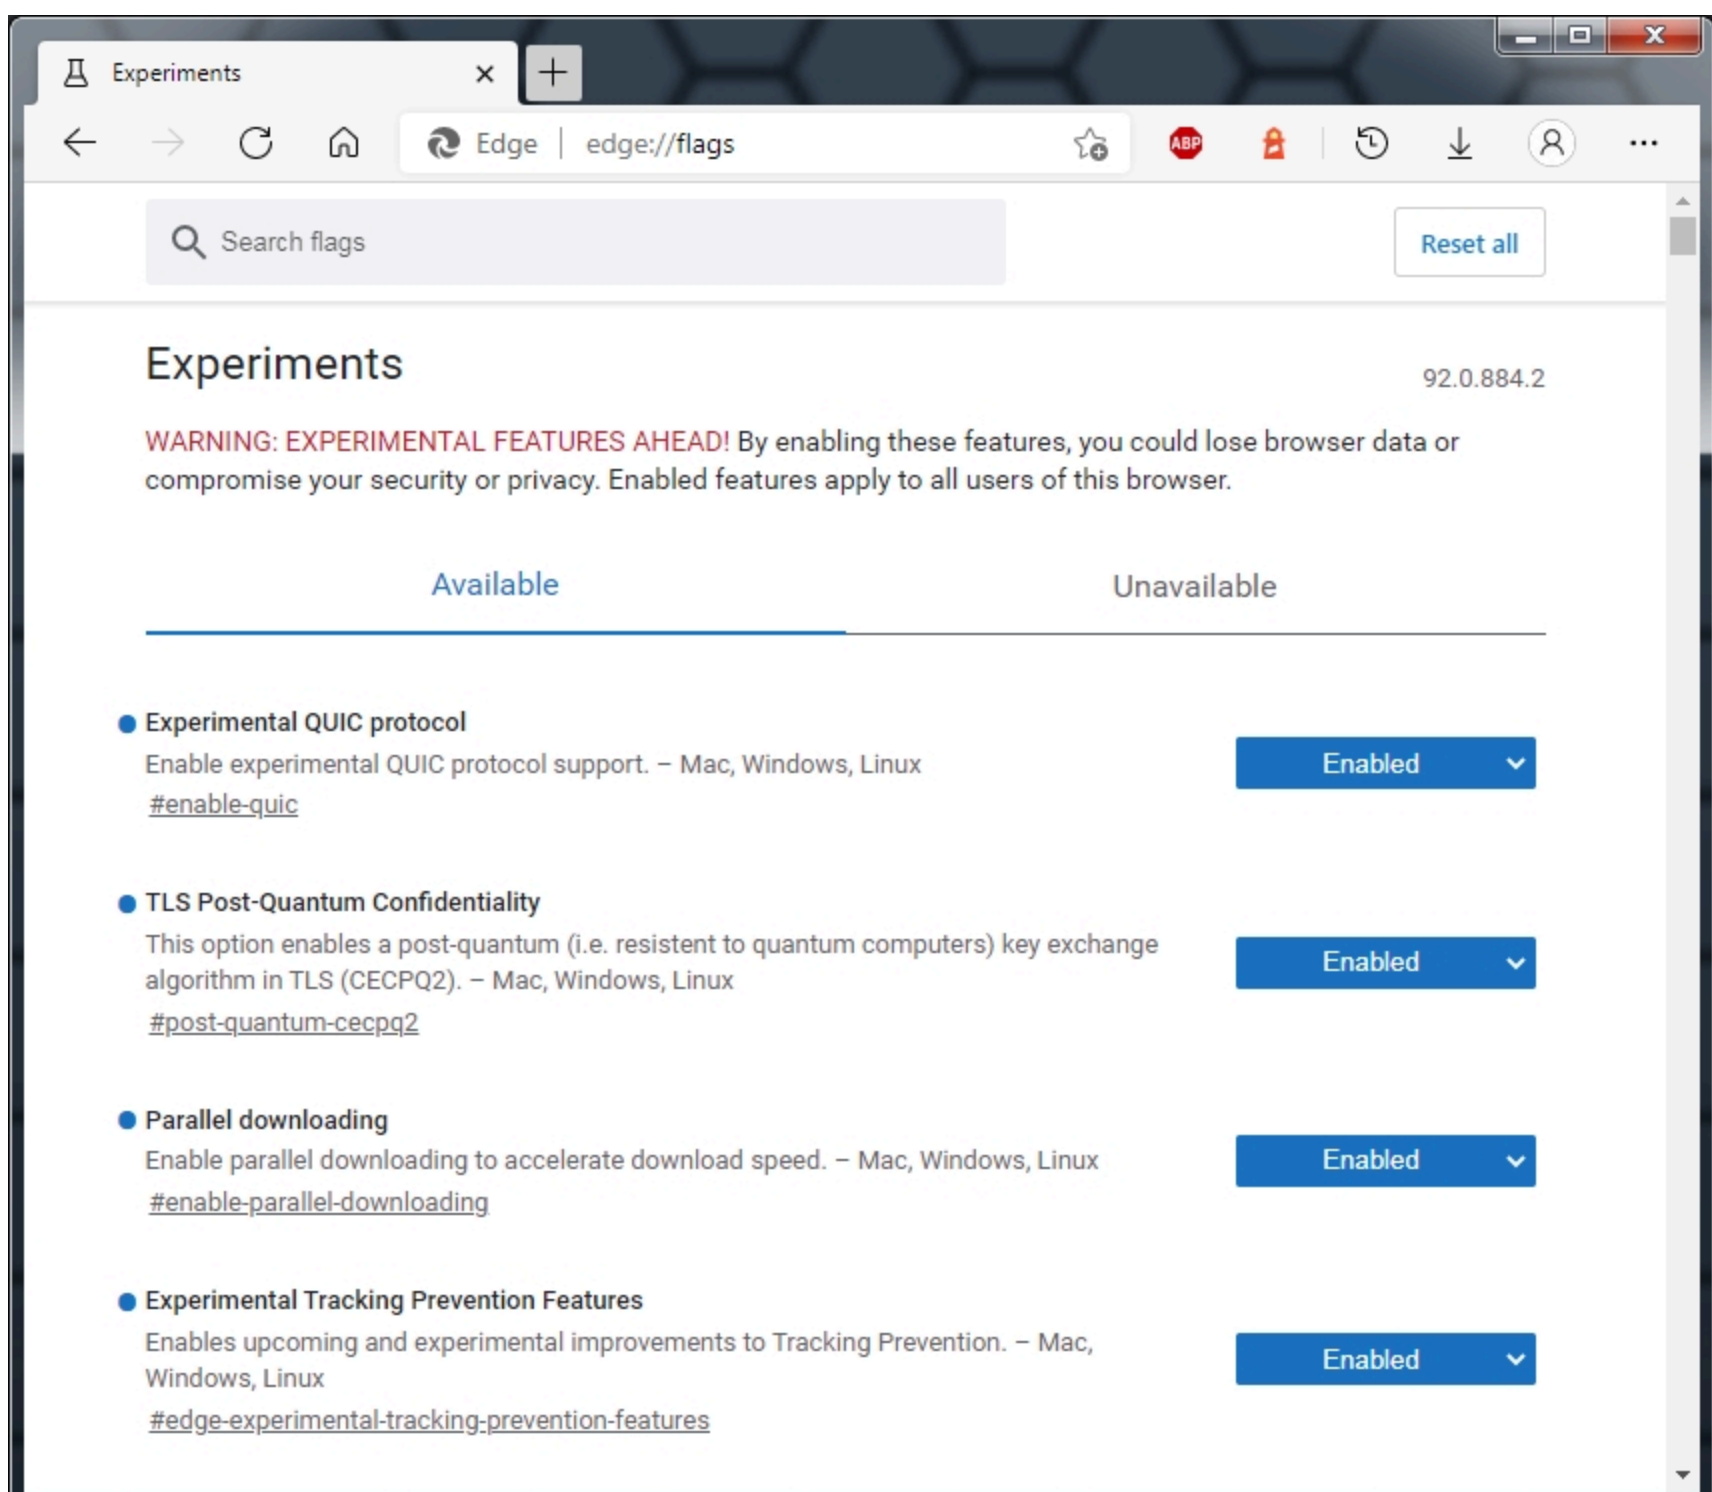 Experiments
Edge | edge://flags
ABP
Search flags
Reset all
Experiments
92.0.884.2
WARNING: EXPERIMENTAL FEATURES AHEAD! By enabling these features, you could lose browser data or
compromise your security or privacy. Enabled features apply to all users of this browser.
Available
Unavailable
Experimental QUIC protocol
Enable experimental QUIC protocol support. – Mac, Windows, Linux
Enabled
#enable-quic
TLS Post-Quantum Confidentiality
This option enables a post-quantum (i.e. resistent to quantum computers) key exchange
algorithm in TLS (CECPQ2). – Mac, Windows, Linux
Enabled
#post-quantum-cecpq2
Parallel downloading
Enable parallel downloading to accelerate download speed. – Mac, Windows, Linux
Enabled
#enable-parallel-downloading
Experimental Tracking Prevention Features
Enables upcoming and experimental improvements to Tracking Prevention. – Mac,
Windows, Linux
Enabled
#edge-experimental-tracking-prevention-features